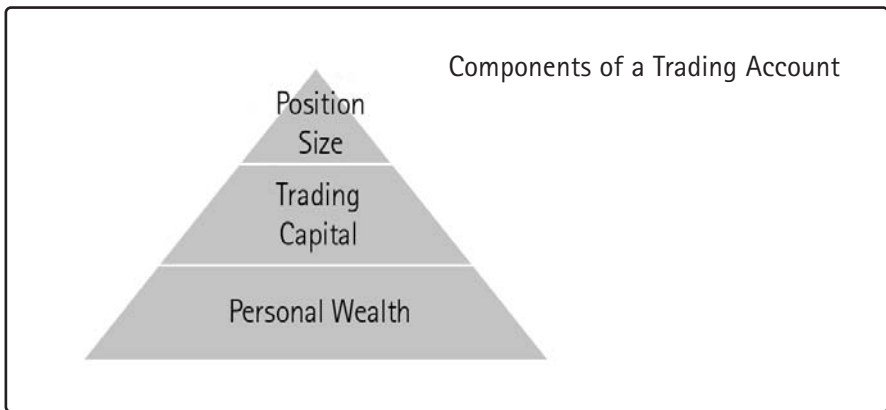 Components of a Trading Account
Position
Size
Trading
Capital
Personal Wealth